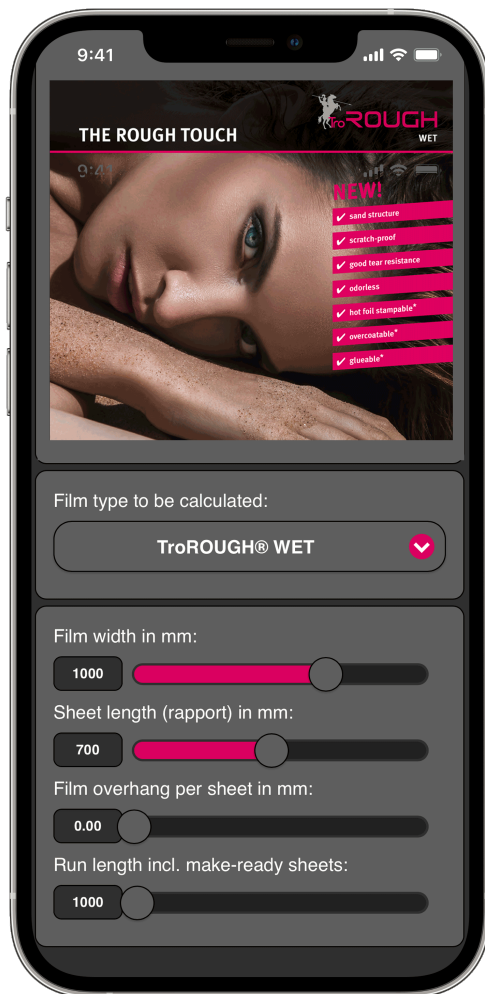 9:41
TroROUGH
WET
THE ROUGH TOUCH
9:41
NEW!
✓ sand structure
✓ scratch-proof
✓ good tear resistance
✓ odorless
✓ hot foil stampable*
✓ overcoatable*
✓ glueable*
Film type to be calculated:
TroROUGH® WET
Film width in mm:
1000
Sheet length (rapport) in mm:
700
Film overhang per sheet in mm:
0.00
Run length incl. make-ready sheets:
1000